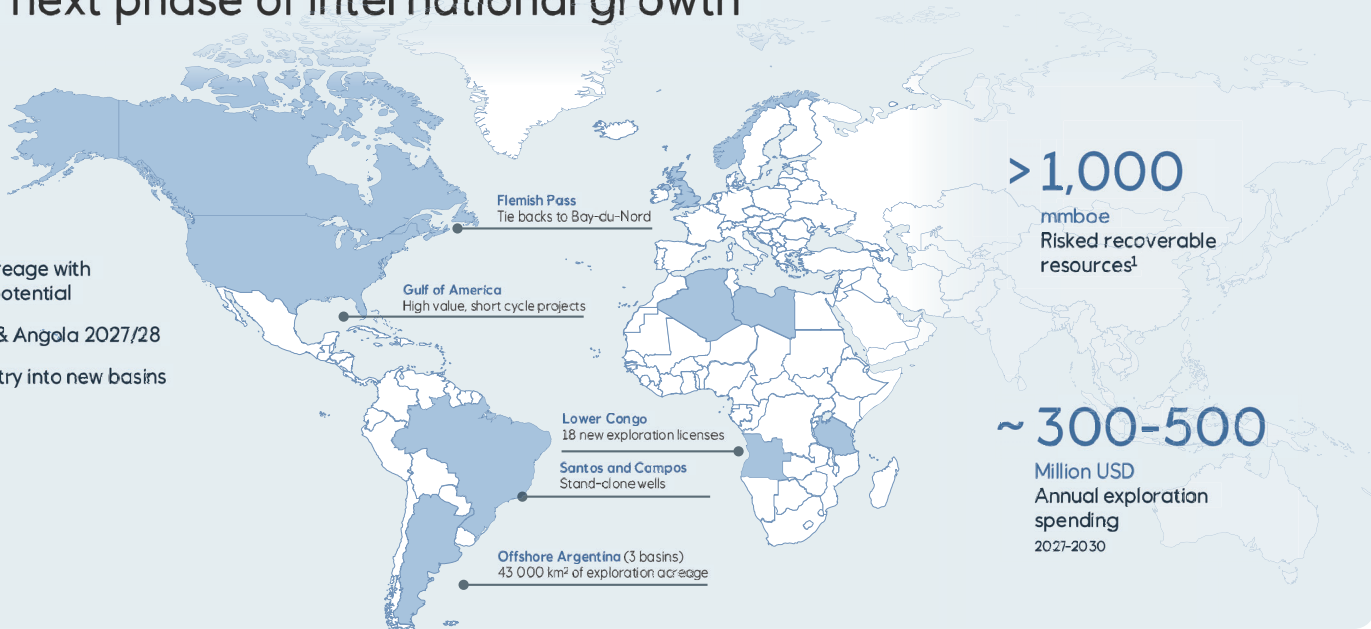 next phase of international growth
reage with
potential
& Angola 2027/28
try into new basins
Flemish Pass
Tie backs to Bay-du-Nord
Gulf of America
High value, short cycle projects
Lower Congo
18 new exploration licenses
Santos and Campos
Stand-alone wells
Offshore Argentina (3 basins)
43 000 km² of exploration acreage
> 1,000
mmboe
Risked recoverable
resources¹
~ 300-500
Million USD
Annual exploration
spending
2027-2030